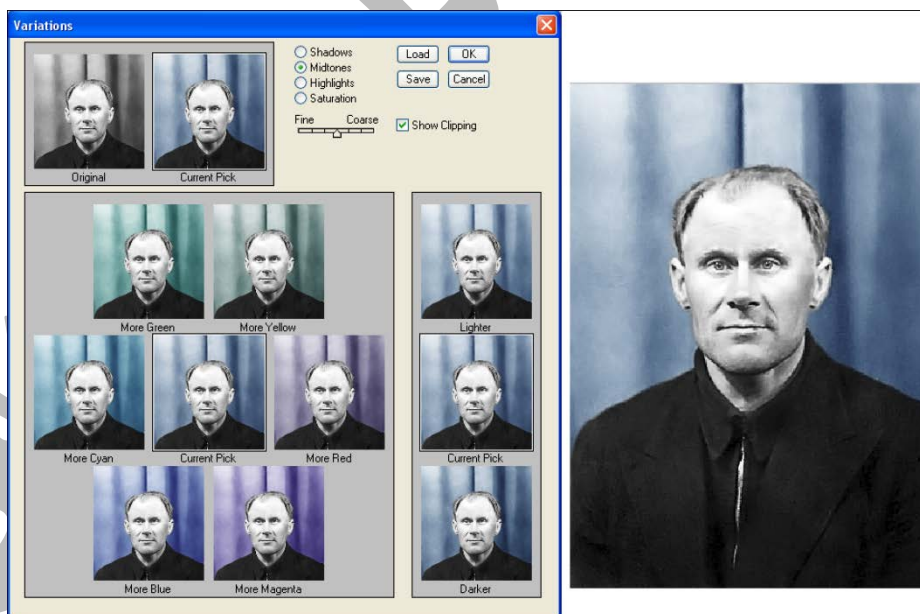 Variations
Original
Current Pick
Shadows
Midtones
Highlights
Saturation
Fine Coarse
Load OK
Save Cancel
Show Clipping
More Green More Yellow
More Cyan Current Pick More Red
More Blue More Magenta
Lighter
Current Pick
Darker